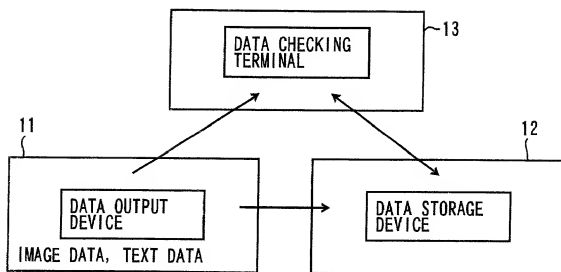 13
DATA CHECKING
TERMINAL
11
12
DATA OUTPUT
DEVICE
IMAGE DATA, TEXT DATA
DATA STORAGE
DEVICE